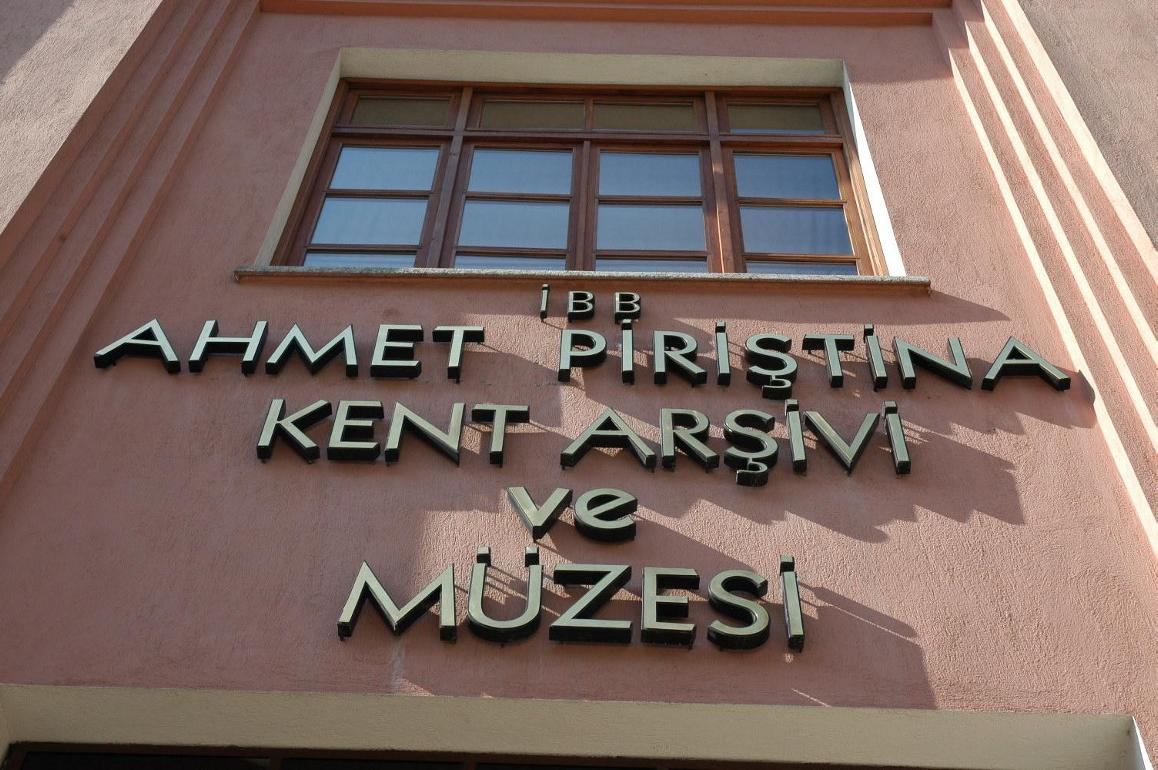 İBB
AHMET PİRİŞTİNA
KENT ARŞİVİ
ve
MÜZESİ